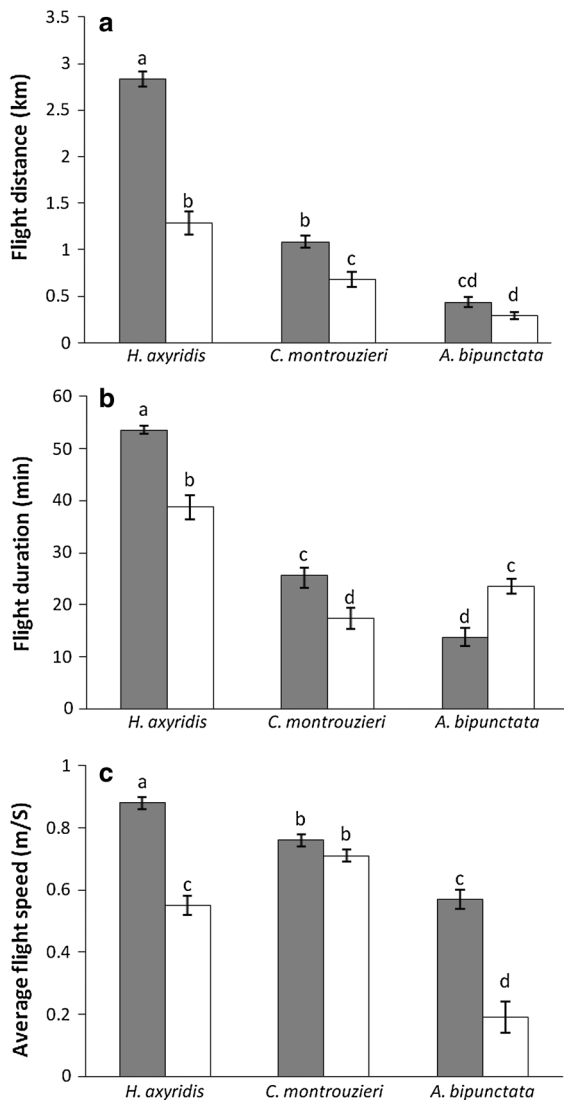 a
3.5
3
2.5
2
1.5
1
0.5
0
Flight distance (km)
a
b
b
c
cd
d
H. axyridis C. montrouzieri A. bipunctata
b
60
50
40
30
20
10
0
Flight duration (min)
a
b
c
d
d
c
H. axyridis C. montrouzieri A. bipunctata
c
1
0.8
0.6
0.4
0.2
0
Average flight speed (m/S)
a
c
b
b
c
d
H. axyridis C. montrouzieri A. bipunctata